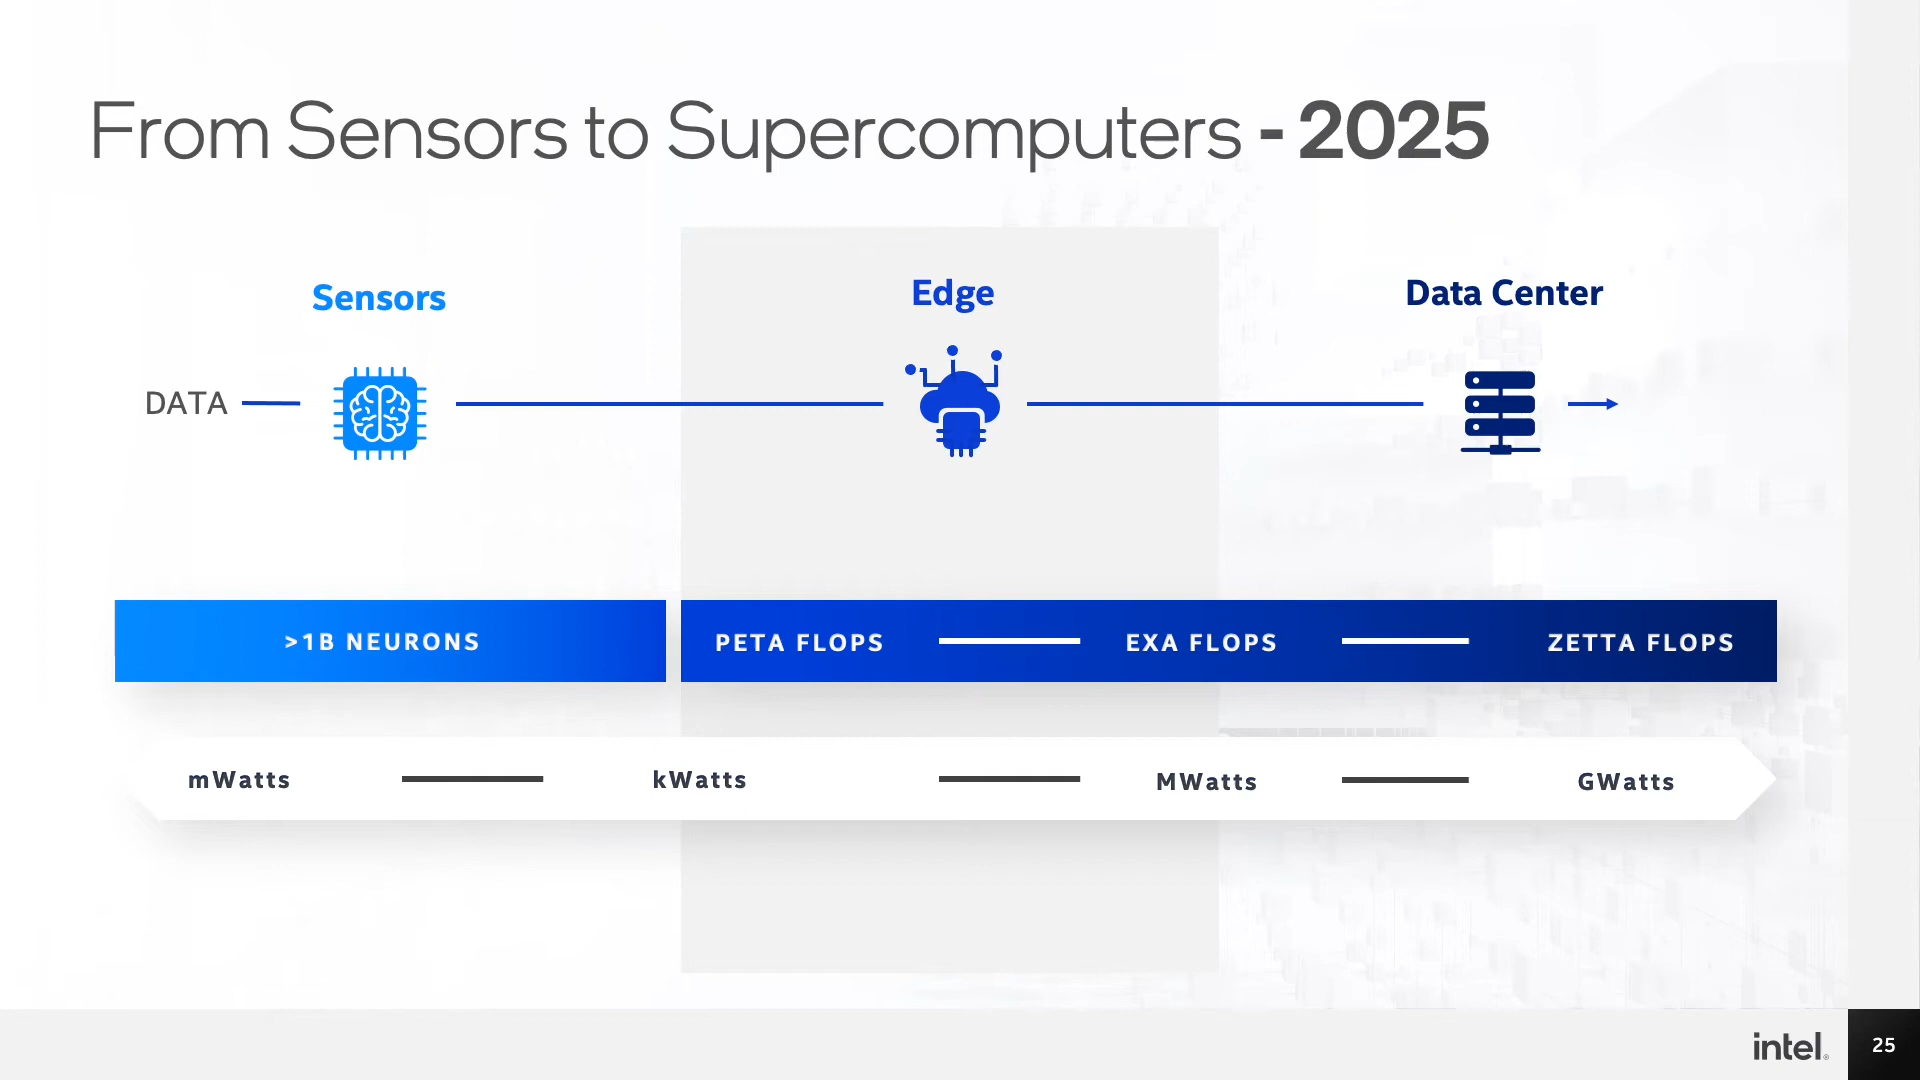 From Sensors to Supercomputers - 2025
Sensors
Edge
Data Center
DATA
>1B NEURONS
PETA FLOPS
EXA FLOPS
ZETTA FLOPS
mWatts
kWatts
MWatts
GWatts
intel®
25